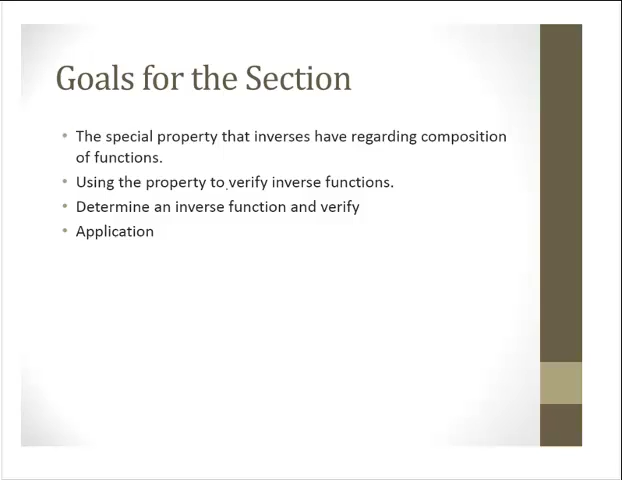 Goals for the Section
• The special property that inverses have regarding composition
of functions.
• Using the property to verify inverse functions.
• Determine an inverse function and verify
• Application